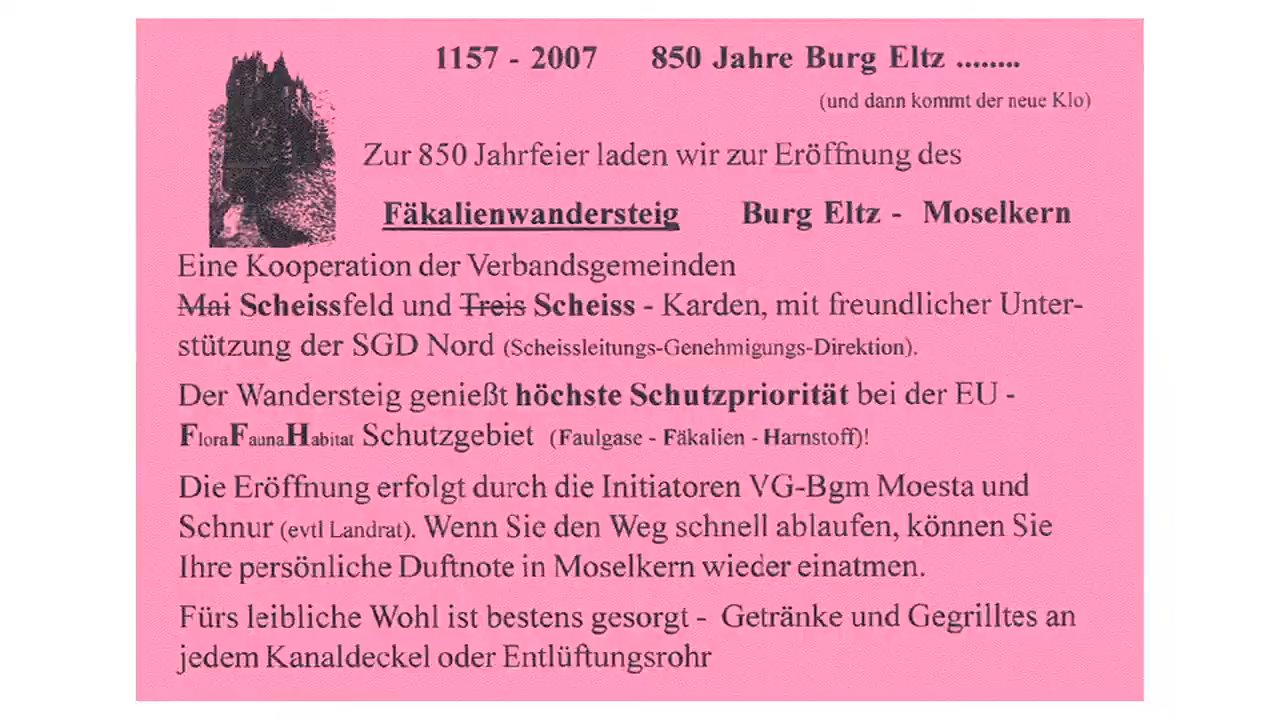 1157 - 2007 850 Jahre Burg Eltz ........
(und dann kommt der neue Klo)
Zur 850 Jahrfeier laden wir zur Eröffnung des
Fäkalienwandersteig Burg Eltz - Moselkern
Eine Kooperation der Verbandsgemeinden
Mai Scheissfeld und Treis Scheiss - Karden, mit freundlicher Unter-
stützung der SGD Nord (Scheissleitungs-Genehmigungs-Direktion).
Der Wandersteig genießt höchste Schutzpriorität bei der EU -
FloraFaunaHabitat Schutzgebiet (Faulgase - Fäkalien - Harnstoff)!
Die Eröffnung erfolgt durch die Initiatoren VG-Bgm Moesta und
Schnur (evtl Landrat). Wenn Sie den Weg schnell ablaufen, können Sie
Ihre persönliche Duftnote in Moselkern wieder einatmen.
Fürs leibliche Wohl ist bestens gesorgt - Getränke und Gegrilltes an
jedem Kanaldeckel oder Entlüftungsrohr